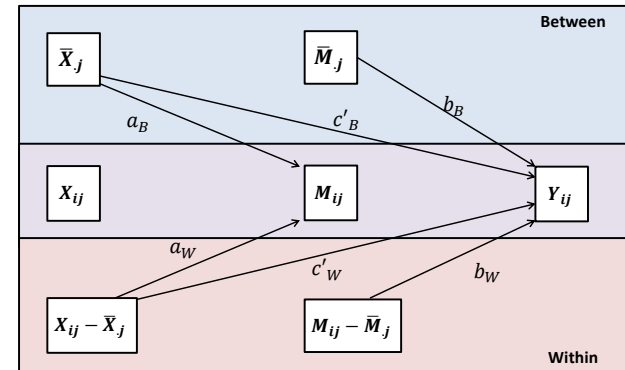 Between
X̄.j
M̄.j
a_B
c'_B
b_B
X_ij
M_ij
Y_ij
a_W
c'_W
b_W
X_ij − X̄.j
M_ij − M̄.j
Within